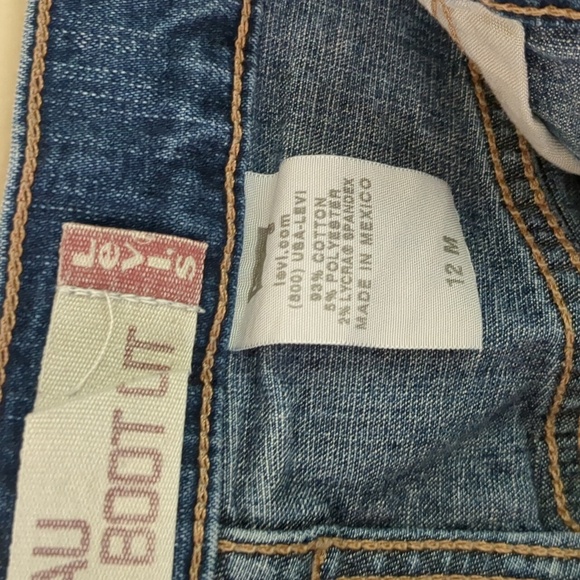 Levi's
BOOT CUT
levi.com
(800) USA-LEVI
93% COTTON
5% POLYESTER
2% LYCRA® SPANDEX
MADE IN MEXICO
12 M